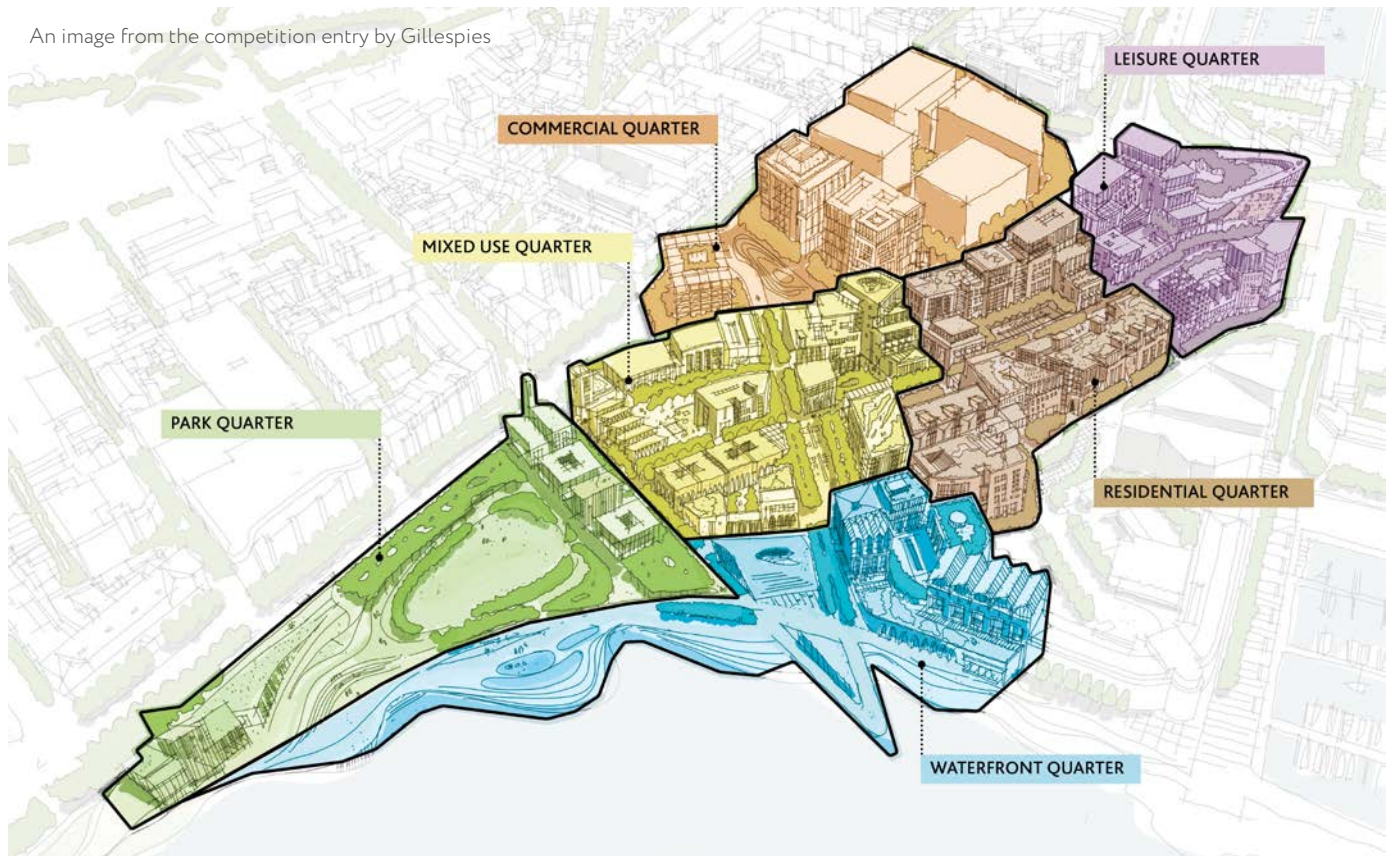 An image from the competition entry by Gillespies
LEISURE QUARTER
COMMERCIAL QUARTER
MIXED USE QUARTER
PARK QUARTER
RESIDENTIAL QUARTER
WATERFRONT QUARTER